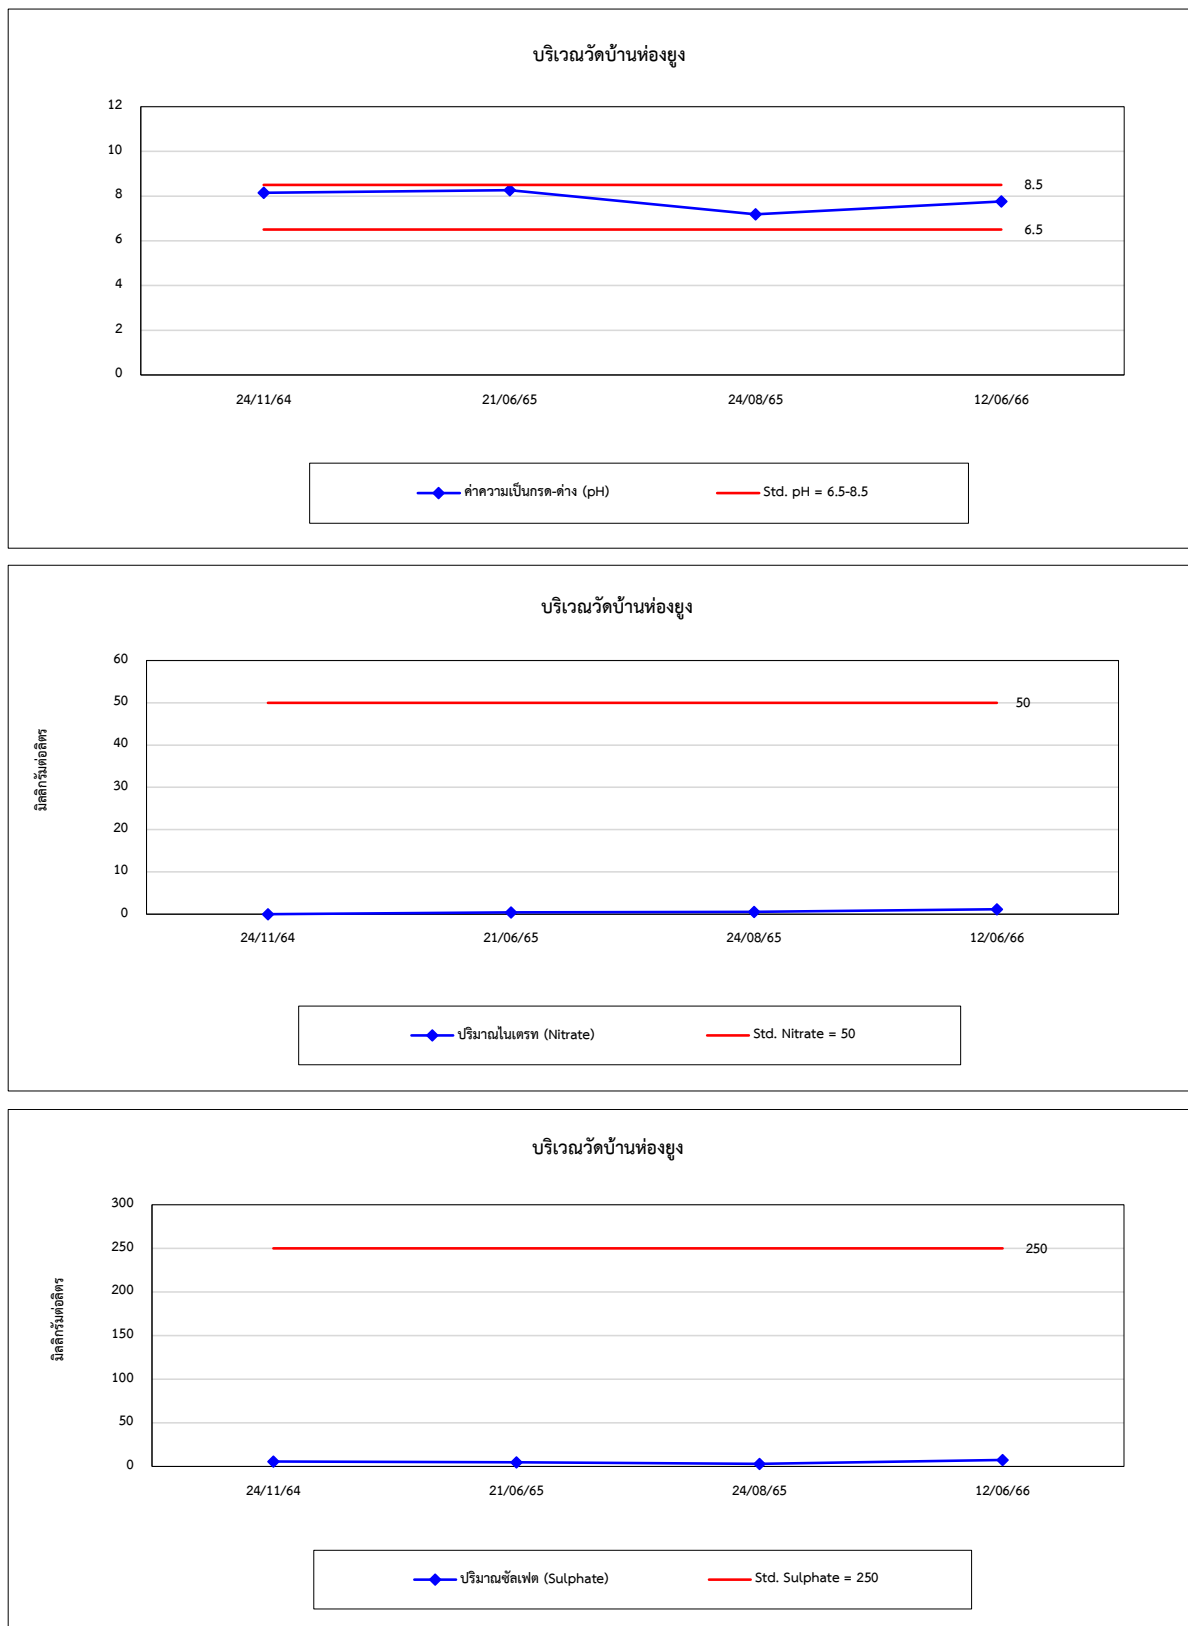 บริเวณวัดบ้านห่องยูง
12
10
8
6
4
2
0
8.5
6.5
24/11/64 21/06/65 24/08/65 12/06/66
ค่าความเป็นกรด-ด่าง (pH) Std. pH = 6.5-8.5
บริเวณวัดบ้านห่องยูง
มิลลิกรัมต่อลิตร
60
50
40
30
20
10
0
50
24/11/64 21/06/65 24/08/65 12/06/66
ปริมาณไนเตรท (Nitrate) Std. Nitrate = 50
บริเวณวัดบ้านห่องยูง
มิลลิกรัมต่อลิตร
300
250
200
150
100
50
0
250
24/11/64 21/06/65 24/08/65 12/06/66
ปริมาณซัลเฟต (Sulphate) Std. Sulphate = 250